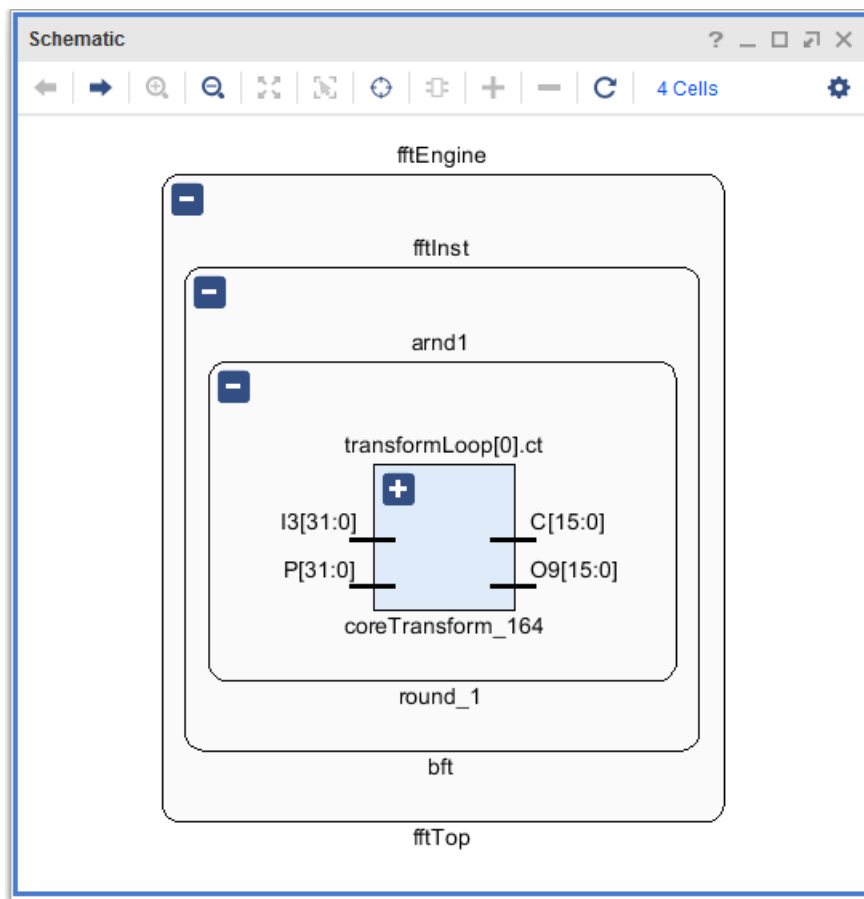 Schematic
4 Cells
fftEngine
fftInst
arnd1
transformLoop[0].ct
I3[31:0] C[15:0]
P[31:0] O9[15:0]
coreTransform_164
round_1
bft
fftTop